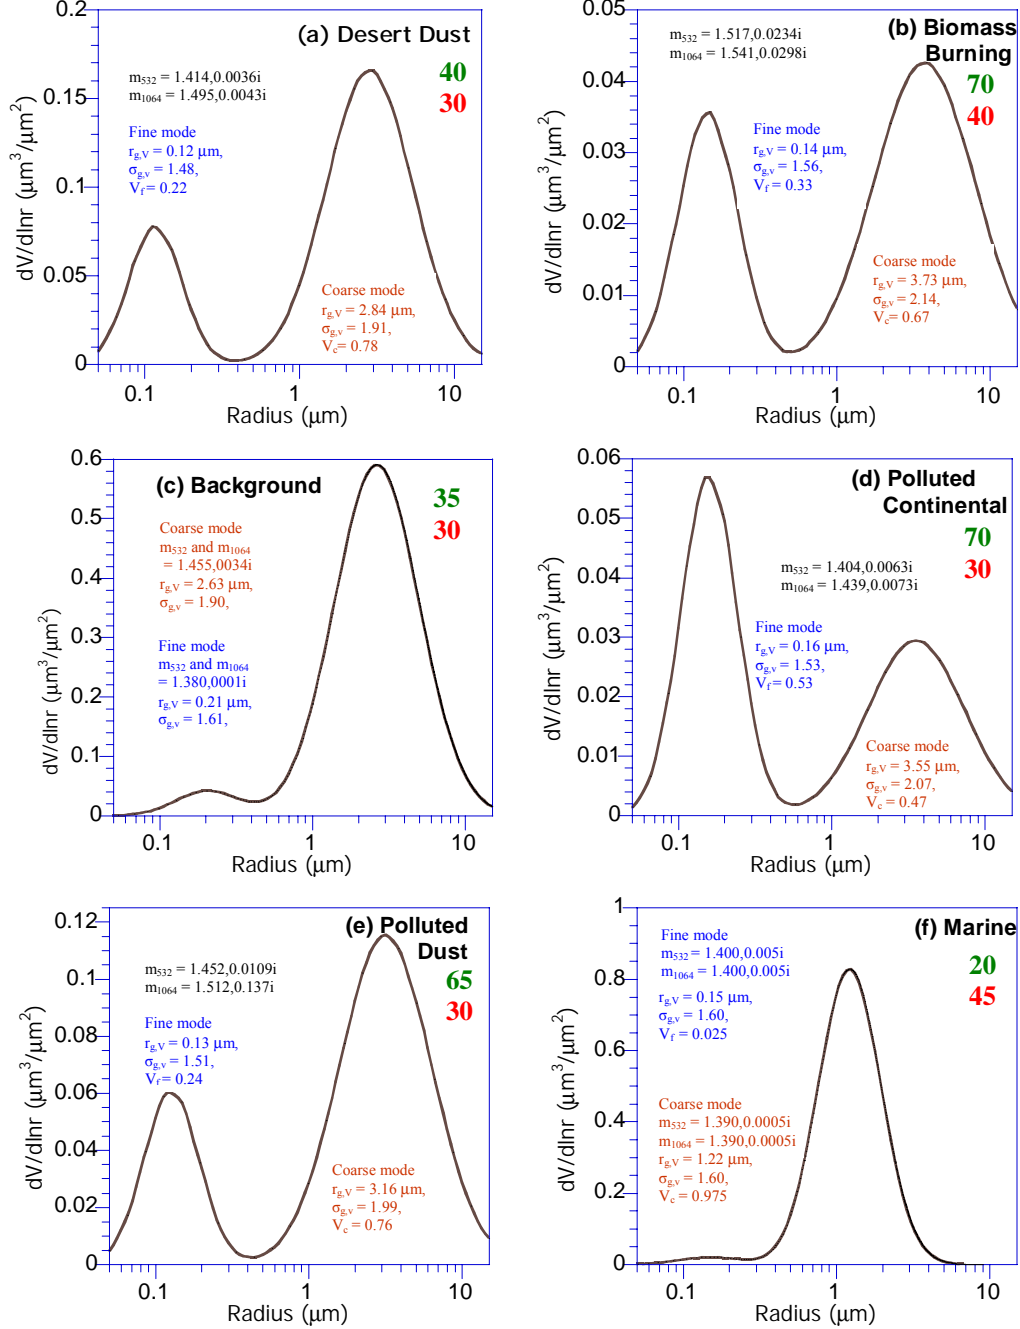 (a) Desert Dust
40
30
m532 = 1.414,0.0036i
m1064 = 1.495,0.0043i
Fine mode
rg,V = 0.12 μm,
σg,v = 1.48,
Vf = 0.22
Coarse mode
rg,V = 2.84 μm,
σg,v = 1.91,
Vc = 0.78
dV/dlnr (μm³/μm²)
0.2
0.15
0.1
0.05
0
0.1 1 10
Radius (μm)
(b) Biomass
Burning
70
40
m532 = 1.517,0.0234i
m1064 = 1.541,0.0298i
Fine mode
rg,V = 0.14 μm,
σg,v = 1.56,
Vf = 0.33
Coarse mode
rg,V = 3.73 μm,
σg,v = 2.14,
Vc= 0.67
dV/dlnr (μm³/μm²)
0.05
0.04
0.03
0.02
0.01
0
0.1 1 10
Radius (μm)
(c) Background
35
30
Coarse mode
m532 and m1064
= 1.455,0034i
rg,V = 2.63 μm,
σg,v = 1.90,
Fine mode
m532 and m1064
= 1.380,0001i
rg,V = 0.21 μm,
σg,v = 1.61,
dV/dlnr (μm³/μm²)
0.6
0.5
0.4
0.3
0.2
0.1
0
0.1 1 10
Radius (μm)
(d) Polluted
Continental
70
30
m532 = 1.404,0.0063i
m1064 = 1.439,0.0073i
Fine mode
rg,V = 0.16 μm,
σg,v = 1.53,
Vf = 0.53
Coarse mode
rg,V = 3.55 μm,
σg,v = 2.07,
Vc = 0.47
dV/dlnr (μm³/μm²)
0.06
0.05
0.04
0.03
0.02
0.01
0
0.1 1 10
Radius (μm)
(e) Polluted
Dust
65
30
m532 = 1.452,0.0109i
m1064 = 1.512,0.137i
Fine mode
rg,V = 0.13 μm,
σg,v = 1.51,
Vf = 0.24
Coarse mode
rg,V = 3.16 μm,
σg,v = 1.99,
Vc = 0.76
dV/dlnr (μm³/μm²)
0.12
0.1
0.08
0.06
0.04
0.02
0
0.1 1 10
Radius (μm)
(f) Marine
20
45
Fine mode
m532 = 1.400,0.005i
m1064 = 1.400,0.005i
rg,V = 0.15 μm,
σg,v = 1.60,
Vf = 0.025
Coarse mode
m532 = 1.390,0.0005i
m1064 = 1.390,0.0005i
rg,V = 1.22 μm,
σg,v = 1.60,
Vc = 0.975
dV/dlnr (μm³/μm²)
1
0.8
0.6
0.4
0.2
0
0.1 1 10
Radius (μm)